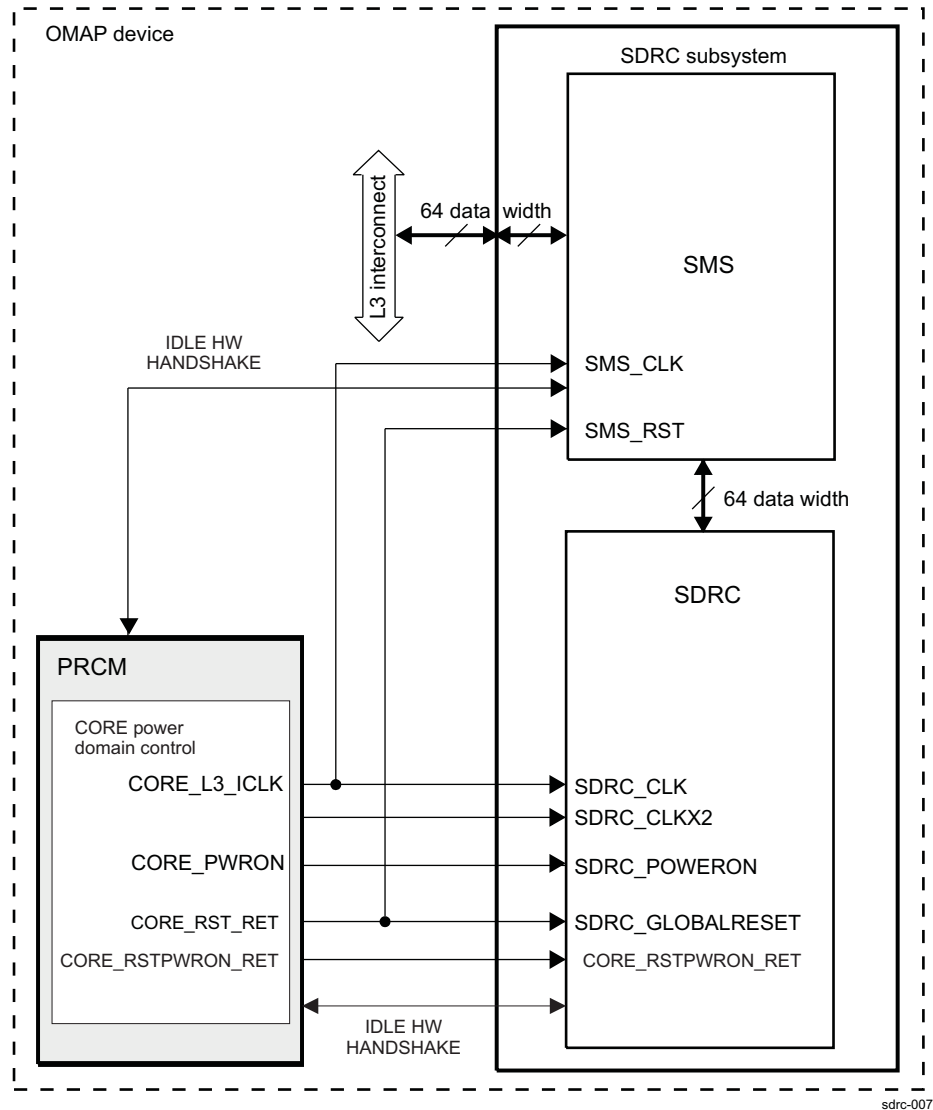 OMAP device
SDRC subsystem
L3 interconnect
64 data width
SMS
IDLE HW
HANDSHAKE
SMS_CLK
SMS_RST
64 data width
SDRC
PRCM
CORE power
domain control
CORE_L3_ICLK
SDRC_CLK
SDRC_CLKX2
CORE_PWRON
SDRC_POWERON
CORE_RST_RET
SDRC_GLOBALRESET
CORE_RSTPWRON_RET
CORE_RSTPWRON_RET
IDLE HW
HANDSHAKE
sdrc-007